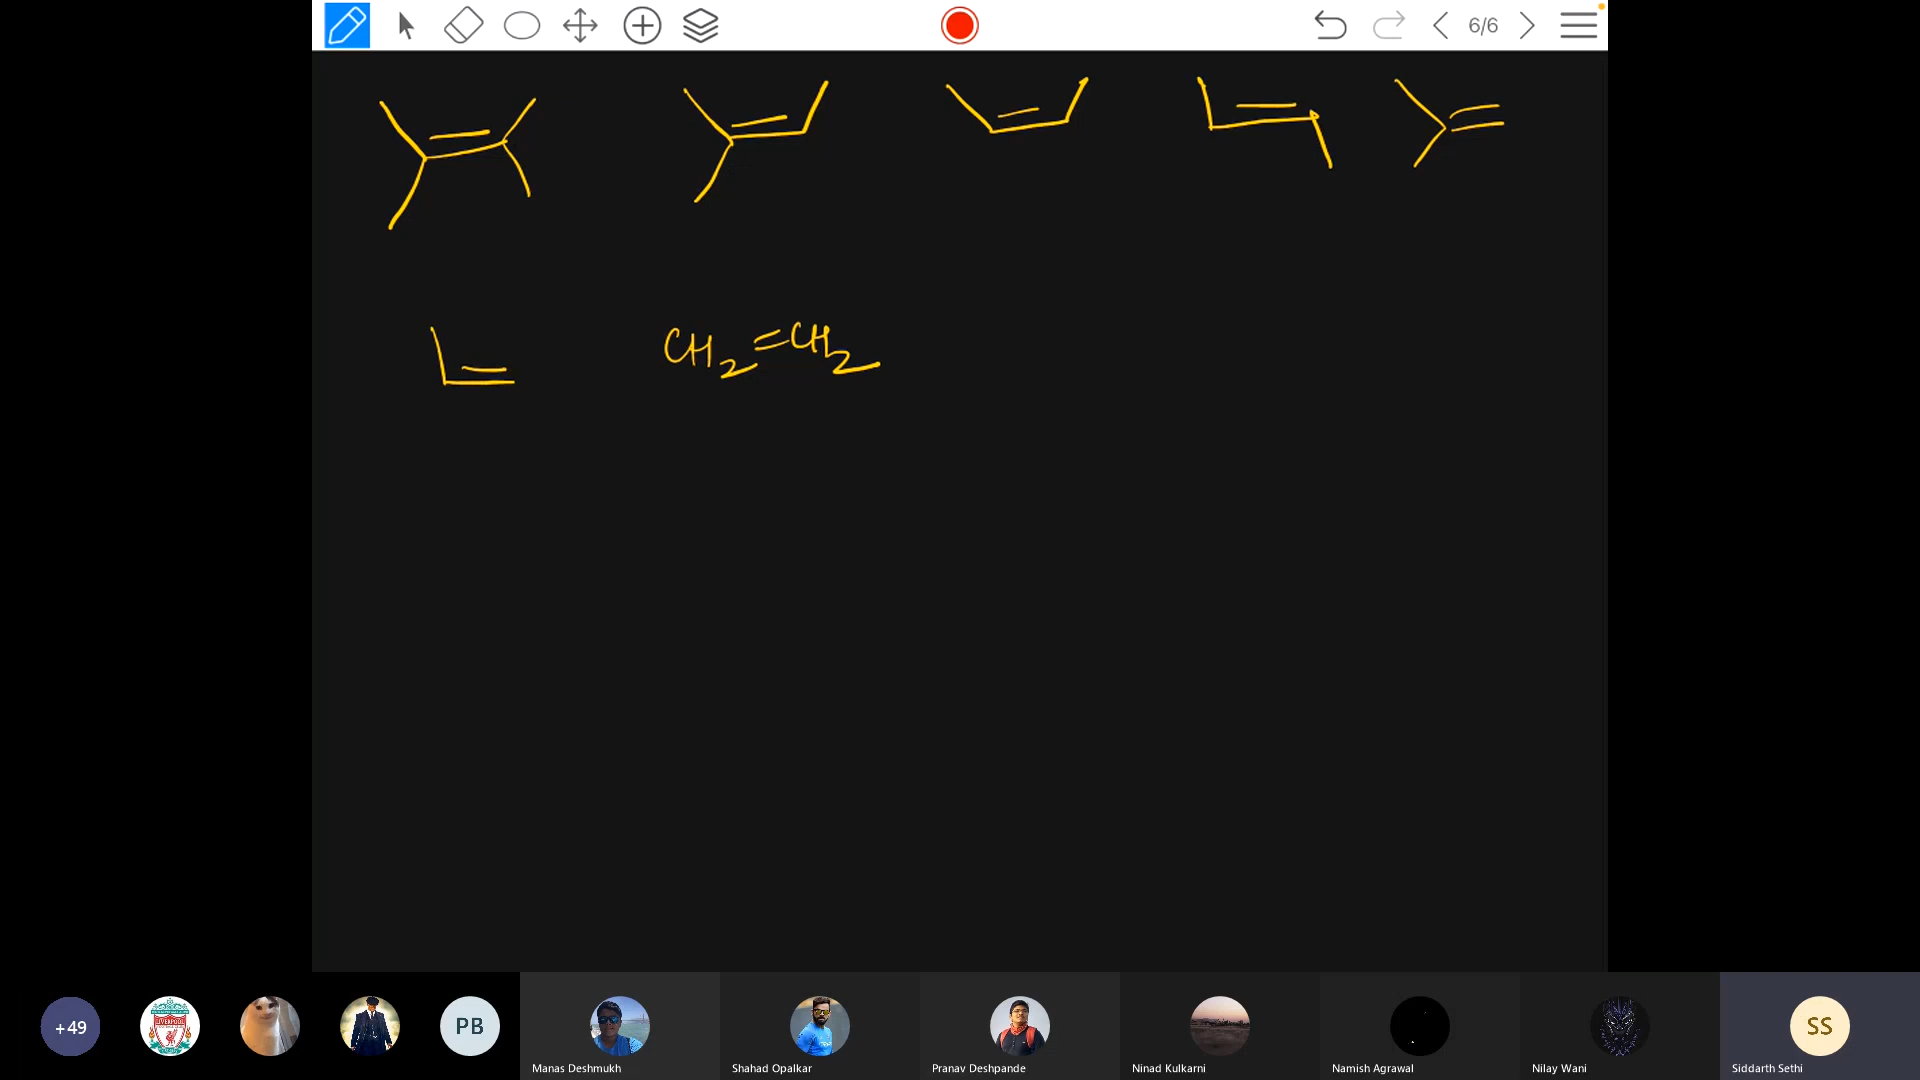 6/6
CH2=CH2
+49
LIVERPOOL
PB
SS
Manas Deshmukh
Shahad Opalkar
Pranav Deshpande
Ninad Kulkarni
Namish Agrawal
Nilay Wani
Siddarth Sethi